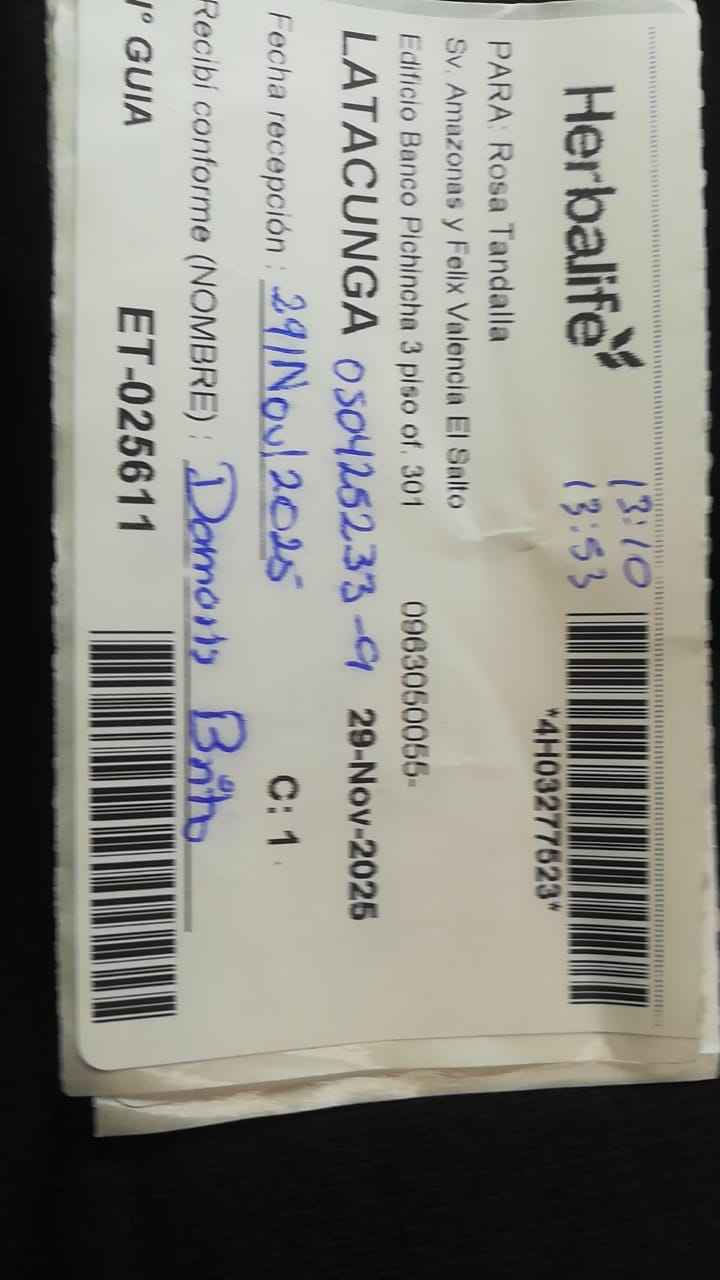 Herbalife
13:10
13:53
*4H03277523*
PARA: Rosa Tandalla
Sv. Amazonas y Felix Valencia El Salto
Edificio Banco Pichincha 3 piso of. 301 0963050055-
LATACUNGA 050425233-9 29-Nov-2025
Fecha recepción : 29/Nov/2025 C: 1
Recibí conforme (NOMBRE) : Damaris Brito
N° GUIA ET-025611